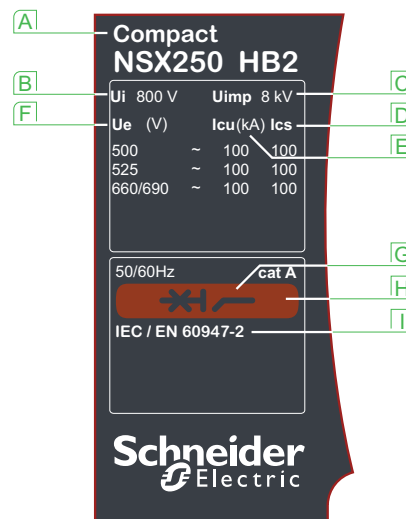 A
Compact
NSX250 HB2
B
Ui 800 V Uimp 8 kV
C
F
Ue (V) Icu(kA) Ics
D
E
500 ~ 100 100
525 ~ 100 100
660/690 ~ 100 100
G
50/60Hz cat A
H
IEC / EN 60947-2
I
Schneider
Electric